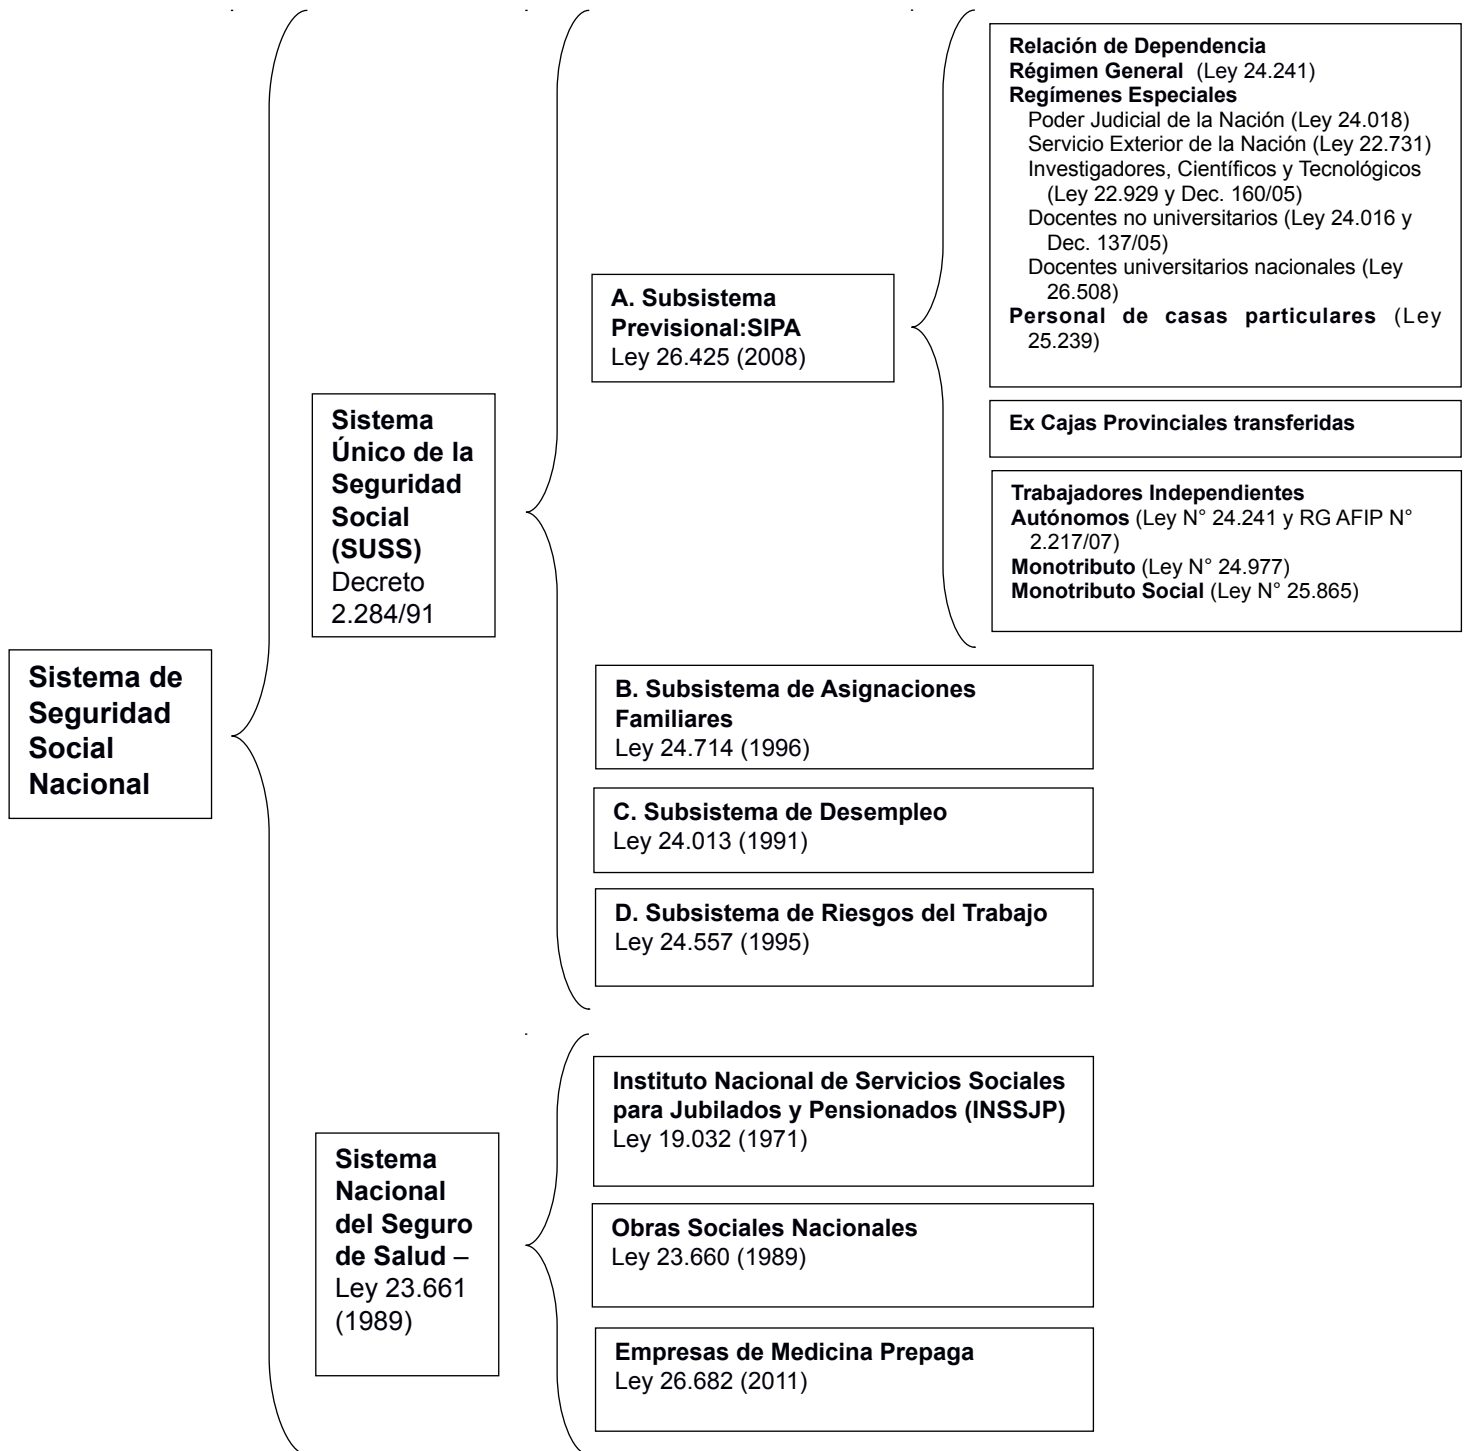 Sistema de
Seguridad
Social
Nacional
Sistema
Único de la
Seguridad
Social
(SUSS)
Decreto
2.284/91
A. Subsistema
Previsional:SIPA
Ley 26.425 (2008)
Relación de Dependencia
Régimen General (Ley 24.241)
Regímenes Especiales
Poder Judicial de la Nación (Ley 24.018)
Servicio Exterior de la Nación (Ley 22.731)
Investigadores, Científicos y Tecnológicos
(Ley 22.929 y Dec. 160/05)
Docentes no universitarios (Ley 24.016 y
Dec. 137/05)
Docentes universitarios nacionales (Ley
26.508)
Personal de casas particulares (Ley
25.239)
Ex Cajas Provinciales transferidas
Trabajadores Independientes
Autónomos (Ley N° 24.241 y RG AFIP N°
2.217/07)
Monotributo (Ley N° 24.977)
Monotributo Social (Ley N° 25.865)
B. Subsistema de Asignaciones
Familiares
Ley 24.714 (1996)
C. Subsistema de Desempleo
Ley 24.013 (1991)
D. Subsistema de Riesgos del Trabajo
Ley 24.557 (1995)
Sistema
Nacional
del Seguro
de Salud –
Ley 23.661
(1989)
Instituto Nacional de Servicios Sociales
para Jubilados y Pensionados (INSSJP)
Ley 19.032 (1971)
Obras Sociales Nacionales
Ley 23.660 (1989)
Empresas de Medicina Prepaga
Ley 26.682 (2011)